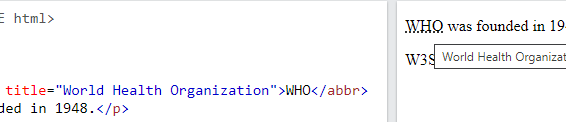 E html>
title="World Health Organization">WHO</abbr>
ded in 1948.</p>
WHO was founded in 19
W3S
World Health Organizat